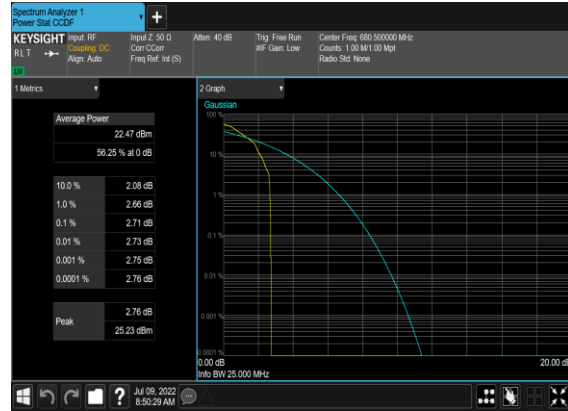 Spectrum Analyzer 1
Power Stat CCDF
+
KEYSIGHT
RLT
LM
Input: RF
Coupling: DC
Align: Auto
Input Z: 50 Ω
Corr CCorr
Freq Ref: Int (S)
Atten: 40 dB
Trig: Free Run
#IF Gain: Low
Center Freq: 680.500000 MHz
Counts: 1.00 M/1.00 Mpt
Radio Std: None
1 Metrics
Average Power
22.47 dBm
56.25 % at 0 dB
10.0 % 2.08 dB
1.0 % 2.66 dB
0.1 % 2.71 dB
0.01 % 2.73 dB
0.001 % 2.75 dB
0.0001 % 2.76 dB
Peak 2.76 dB
25.23 dBm
2 Graph
Gaussian
100 %
10 %
1 %
0.1 %
0.01 %
0.001 %
0.0001 %
0.00 dB 20.00 dB
Info BW 25.000 MHz
?
Jul 09, 2022
8:50:29 AM